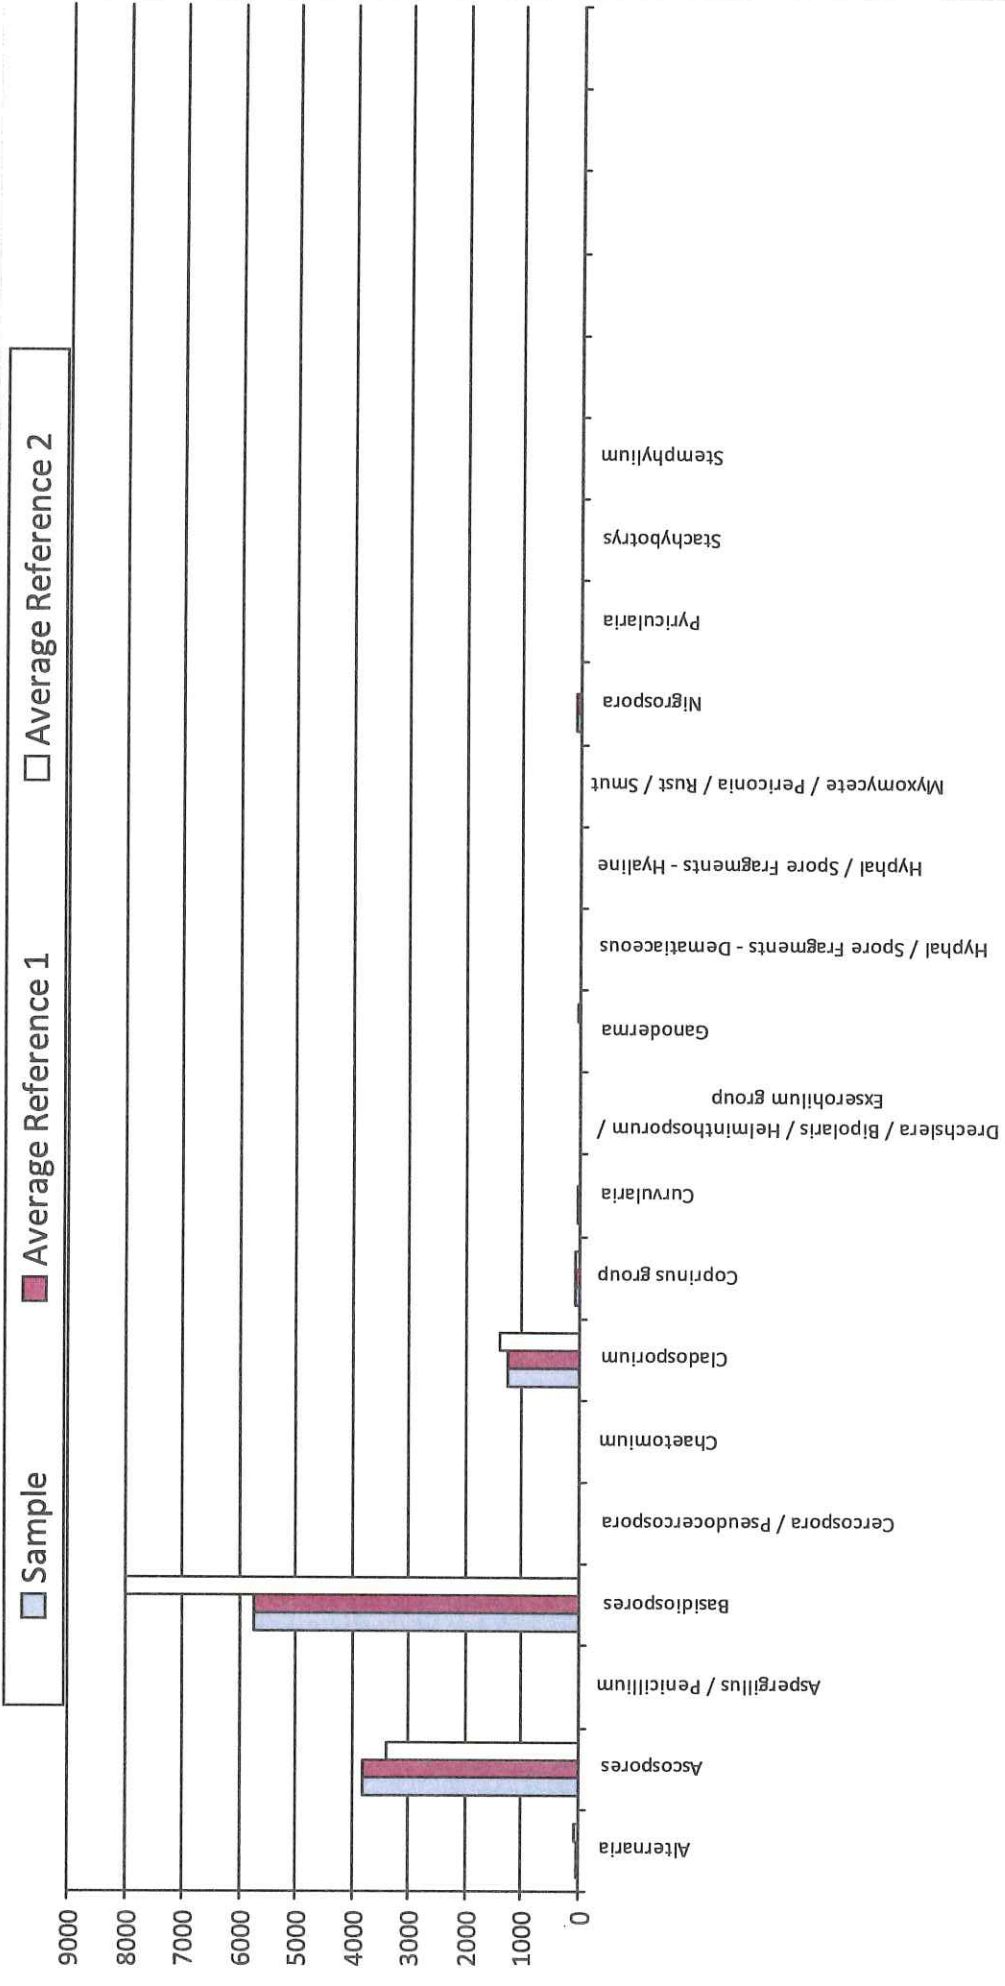 Sample
Average Reference 1
Average Reference 2
9000
8000
7000
6000
5000
4000
3000
2000
1000
0
Alternaria
Ascospores
Aspergillus / Penicillium
Basidiospores
Cercospora / Pseudocercospora
Chaetomium
Cladosporium
Coprinus group
Curvularia
Drechslera / Bipolaris / Helminthosporum /
Exserohilum group
Ganoderma
Hyphal / Spore Fragments - Dematiaceous
Hyphal / Spore Fragments - Hyaline
Myxomycete / Periconia / Rust / Smut
Nigrospora
Pyricularia
Stachybotrys
Stemphylium